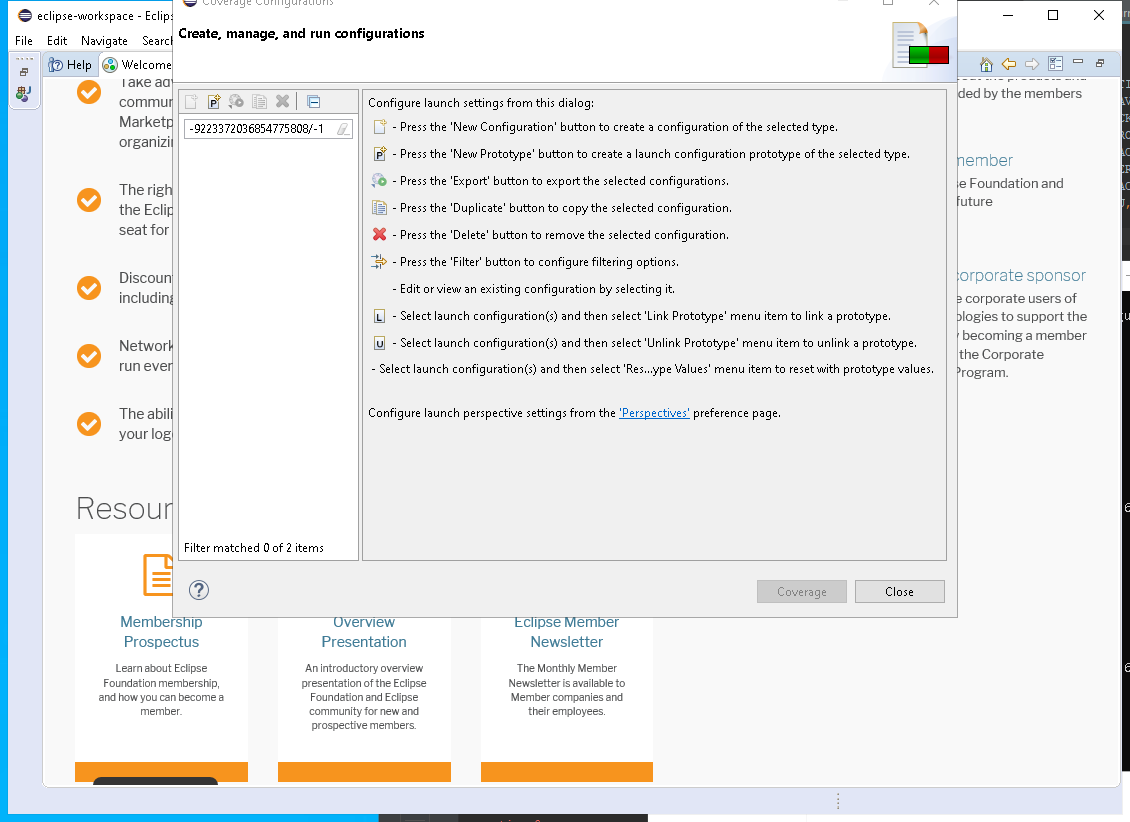 eclipse-workspace - Eclips
Coverage Configurations
File Edit Navigate Search
Create, manage, and run configurations
Help
Welcome
Take adv
commun
Marketp
organizin
-9223372036854775808/-1
Configure launch settings from this dialog:
- Press the 'New Configuration' button to create a configuration of the selected type.
- Press the 'New Prototype' button to create a launch configuration prototype of the selected type.
- Press the 'Export' button to export the selected configurations.
- Press the 'Duplicate' button to copy the selected configuration.
- Press the 'Delete' button to remove the selected configuration.
- Press the 'Filter' button to configure filtering options.
- Edit or view an existing configuration by selecting it.
- Select launch configuration(s) and then select 'Link Prototype' menu item to link a prototype.
- Select launch configuration(s) and then select 'Unlink Prototype' menu item to unlink a prototype.
- Select launch configuration(s) and then select 'Res...ype Values' menu item to reset with prototype values.
Configure launch perspective settings from the 'Perspectives' preference page.
Filter matched 0 of 2 items
Coverage
Close
The righ
the Eclip
seat for
Discoun
including
Network
run ever
The abili
your log
ded by the members
member
se Foundation and
future
corporate sponsor
e corporate users of
ologies to support the
y becoming a member
the Corporate
Program.
Resour
Membership
Prospectus
Learn about Eclipse
Foundation membership,
and how you can become a
member.
Overview
Presentation
An introductory overview
presentation of the Eclipse
Foundation and Eclipse
community for new and
prospective members.
Eclipse Member
Newsletter
The Monthly Member
Newsletter is available to
Member companies and
their employees.